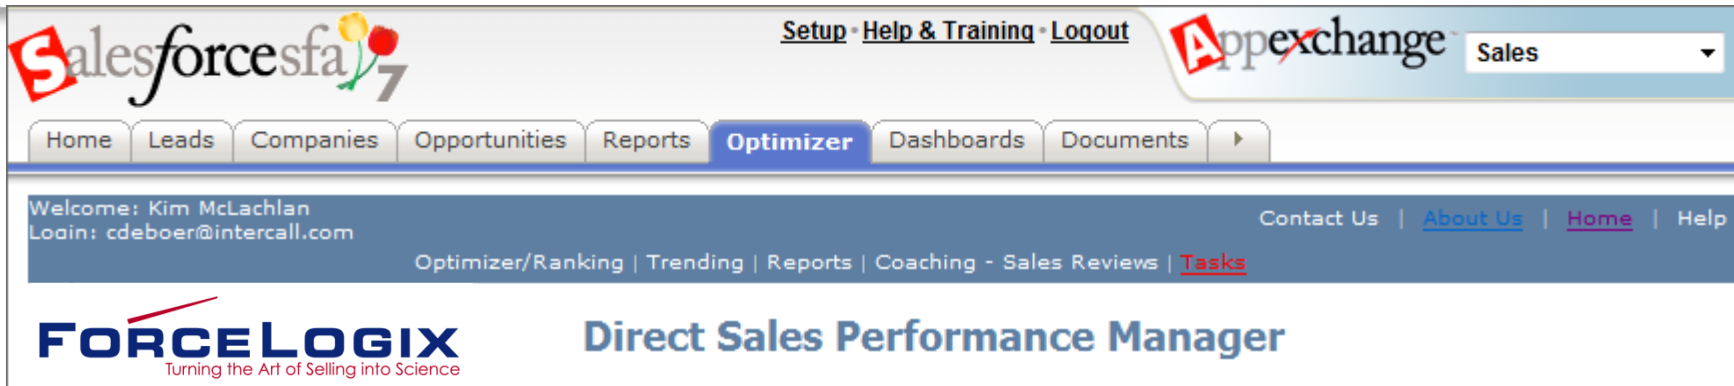 Salesforcesfa 7
Setup · Help & Training · Logout
Appexchange
Sales
Home Leads Companies Opportunities Reports Optimizer Dashboards Documents
Welcome: Kim McLachlan
Login: cdeboer@intercall.com
Contact Us | About Us | Home | Help
Optimizer/Ranking | Trending | Reports | Coaching - Sales Reviews | Tasks
FORCELOGIX
Turning the Art of Selling into Science
Direct Sales Performance Manager